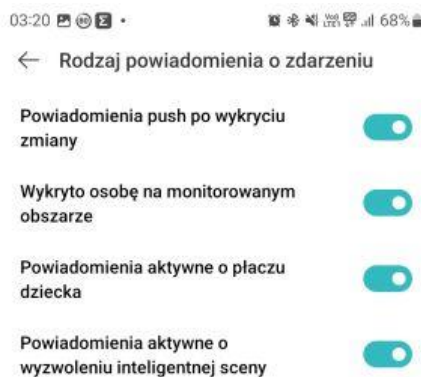 03:20
68%
← Rodzaj powiadomienia o zdarzeniu
Powiadomienia push po wykryciu
zmiany
Wykryto osobę na monitorowanym
obszarze
Powiadomienia aktywne o płaczu
dziecka
Powiadomienia aktywne o
wyzwoleniu inteligentnej sceny